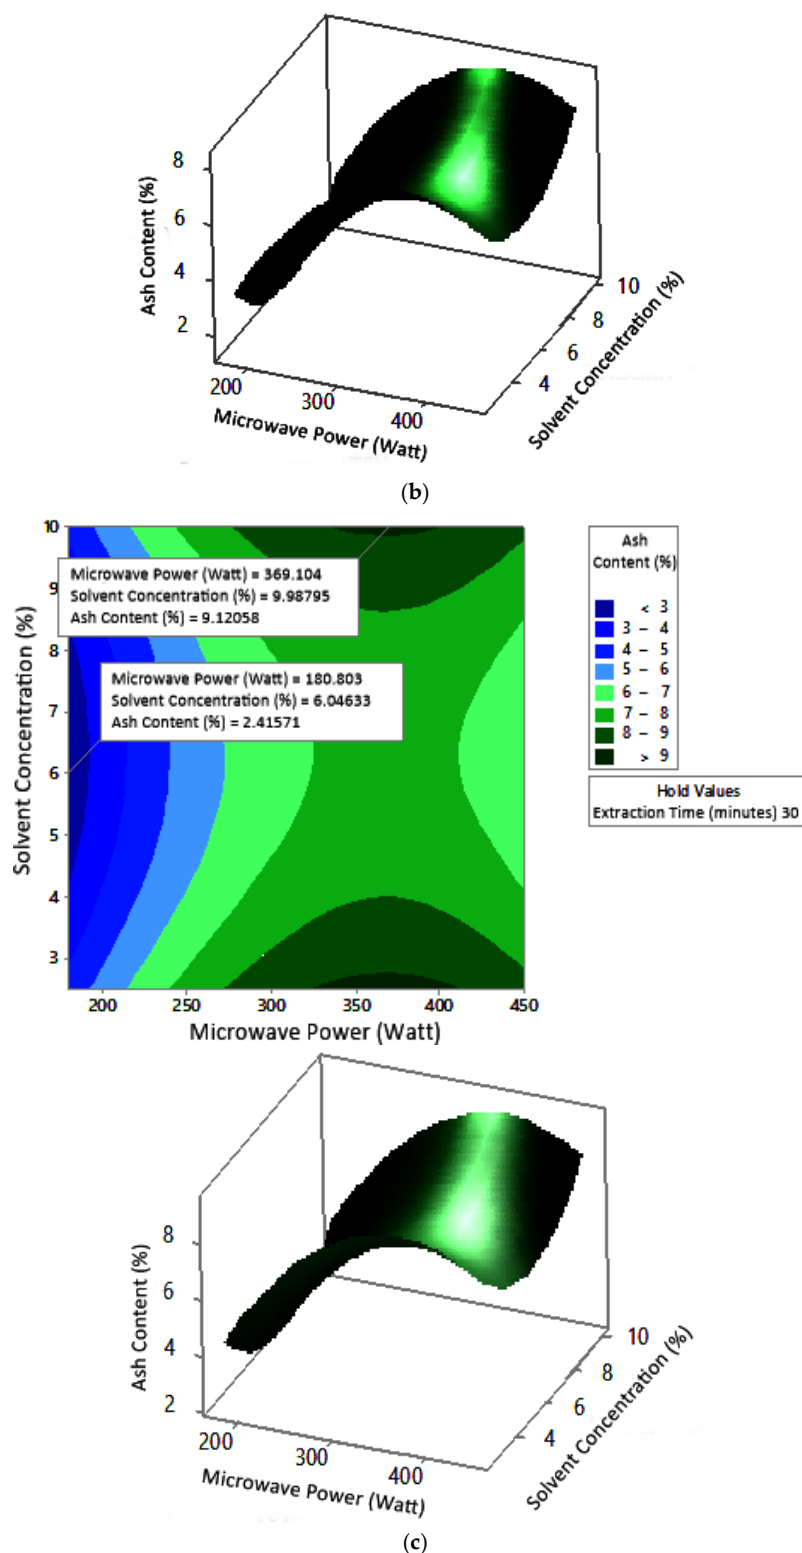 8
6
4
2
Ash Content (%)
200
300
400
Microwave Power (Watt)
10
8
6
4
Solvent Concentration (%)
(b)
10
9
8
7
6
5
4
3
Solvent Concentration (%)
Microwave Power (Watt) = 369.104
Solvent Concentration (%) = 9.98795
Ash Content (%) = 9.12058
Microwave Power (Watt) = 180.803
Solvent Concentration (%) = 6.04633
Ash Content (%) = 2.41571
200 250 300 350 400 450
Microwave Power (Watt)
Ash
Content (%)
< 3
3 – 4
4 – 5
5 – 6
6 – 7
7 – 8
8 – 9
> 9
Hold Values
Extraction Time (minutes) 30
8
6
4
2
Ash Content (%)
200
300
400
Microwave Power (Watt)
10
8
6
4
Solvent Concentration (%)
(c)